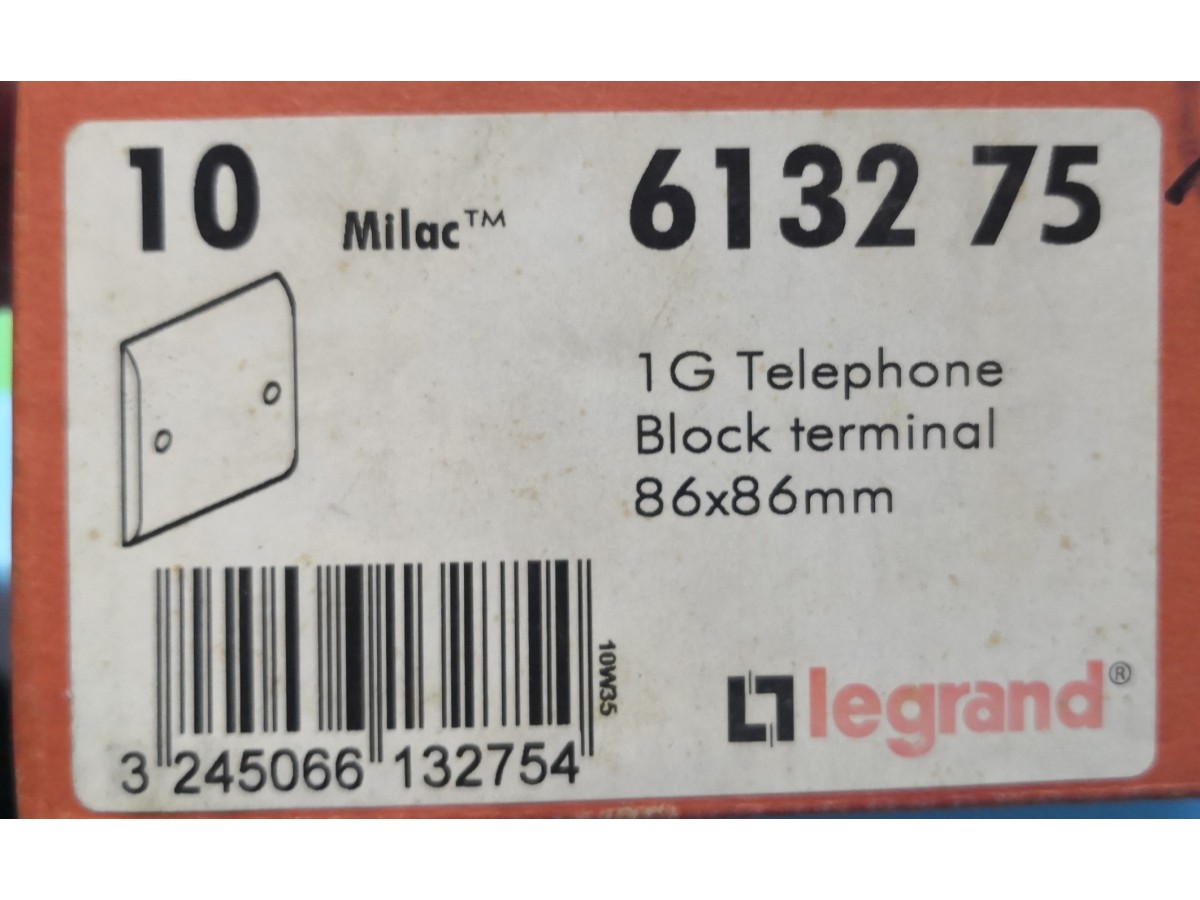 10 Milac™ 6132 75
1G Telephone
Block terminal
86x86mm
10W35
3 245066 132754
legrand®